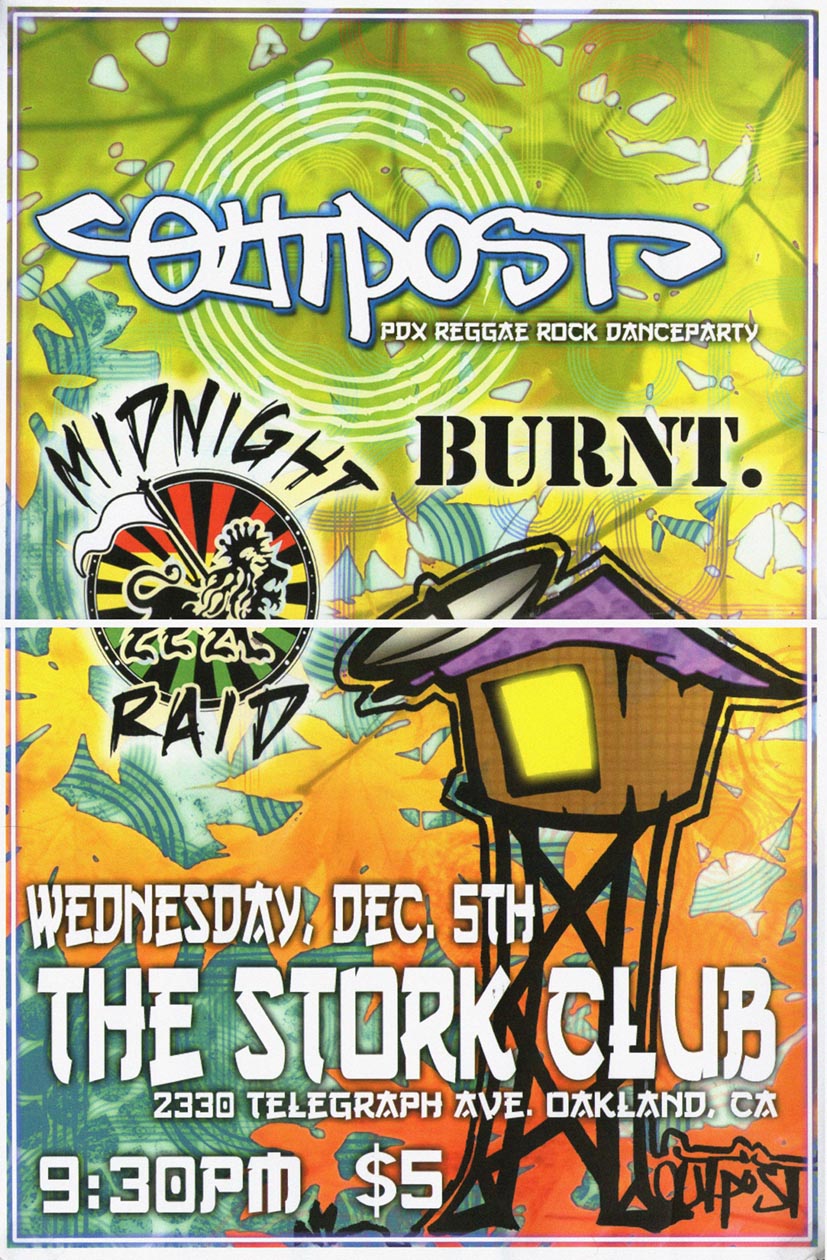 OUTPOST
PDX REGGAE ROCK DANCEPARTY
MIDNIGHT
RAID
BURNT.
WEDNESDAY, DEC. 5TH
THE STORK CLUB
2330 TELEGRAPH AVE. OAKLAND, CA
9:30PM $5
OUTPOST